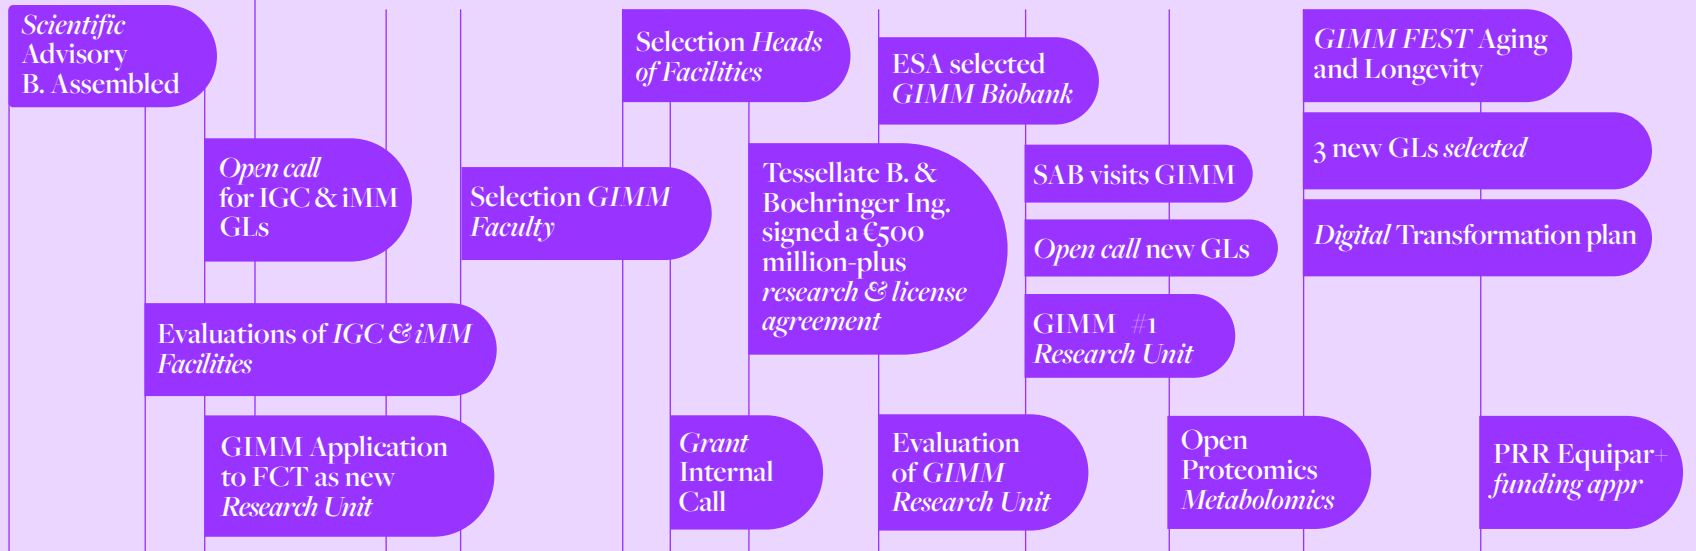 Scientific
Advisory
B. Assembled
Open call
for IGC & iMM
GLs
Evaluations of IGC & iMM
Facilities
GIMM Application
to FCT as new
Research Unit
Selection GIMM
Faculty
Selection Heads
of Facilities
Grant
Internal
Call
Tessellate B. &
Boehringer Ing.
signed a €500
million-plus
research & license
agreement
ESA selected
GIMM Biobank
Evaluation
of GIMM
Research Unit
SAB visits GIMM
Open call new GLs
GIMM #1
Research Unit
Open
Proteomics
Metabolomics
GIMM FEST Aging
and Longevity
3 new GLs selected
Digital Transformation plan
PRR Equipar+
funding appr